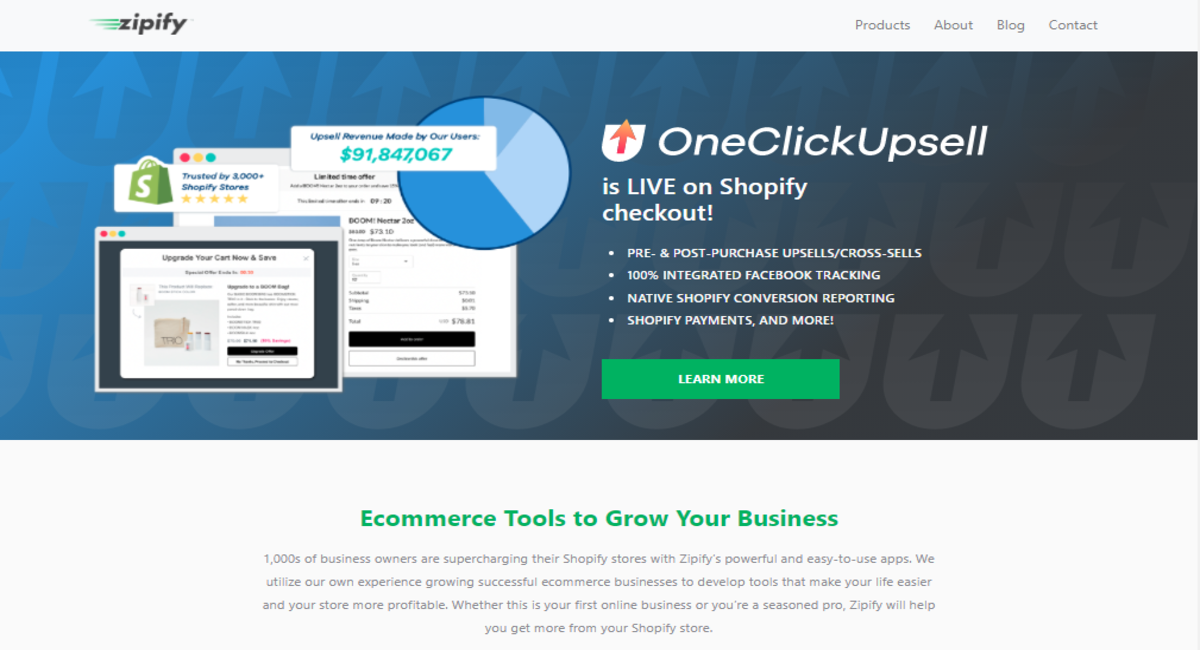 zipify
Products About Blog Contact
Upsell Revenue Made by Our Users:
$91,847,067
Trusted by 3,000+
Shopify Stores
Limited time offer
09 : 20
BOOM! Nectar 2oz
$73.10
Subtotal $73.10
Shipping
Taxes
Total $78.81
Upgrade Your Cart Now & Save
Special Offer Ends In:
Upgrade to a BOOM Bag!
TRIO
Upgrade Offer
OneClickUpsell
is LIVE on Shopify
checkout!
• PRE- & POST-PURCHASE UPSELLS/CROSS-SELLS
• 100% INTEGRATED FACEBOOK TRACKING
• NATIVE SHOPIFY CONVERSION REPORTING
• SHOPIFY PAYMENTS, AND MORE!
LEARN MORE
Ecommerce Tools to Grow Your Business
1,000s of business owners are supercharging their Shopify stores with Zipify's powerful and easy-to-use apps. We
utilize our own experience growing successful ecommerce businesses to develop tools that make your life easier
and your store more profitable. Whether this is your first online business or you're a seasoned pro, Zipify will help
you get more from your Shopify store.